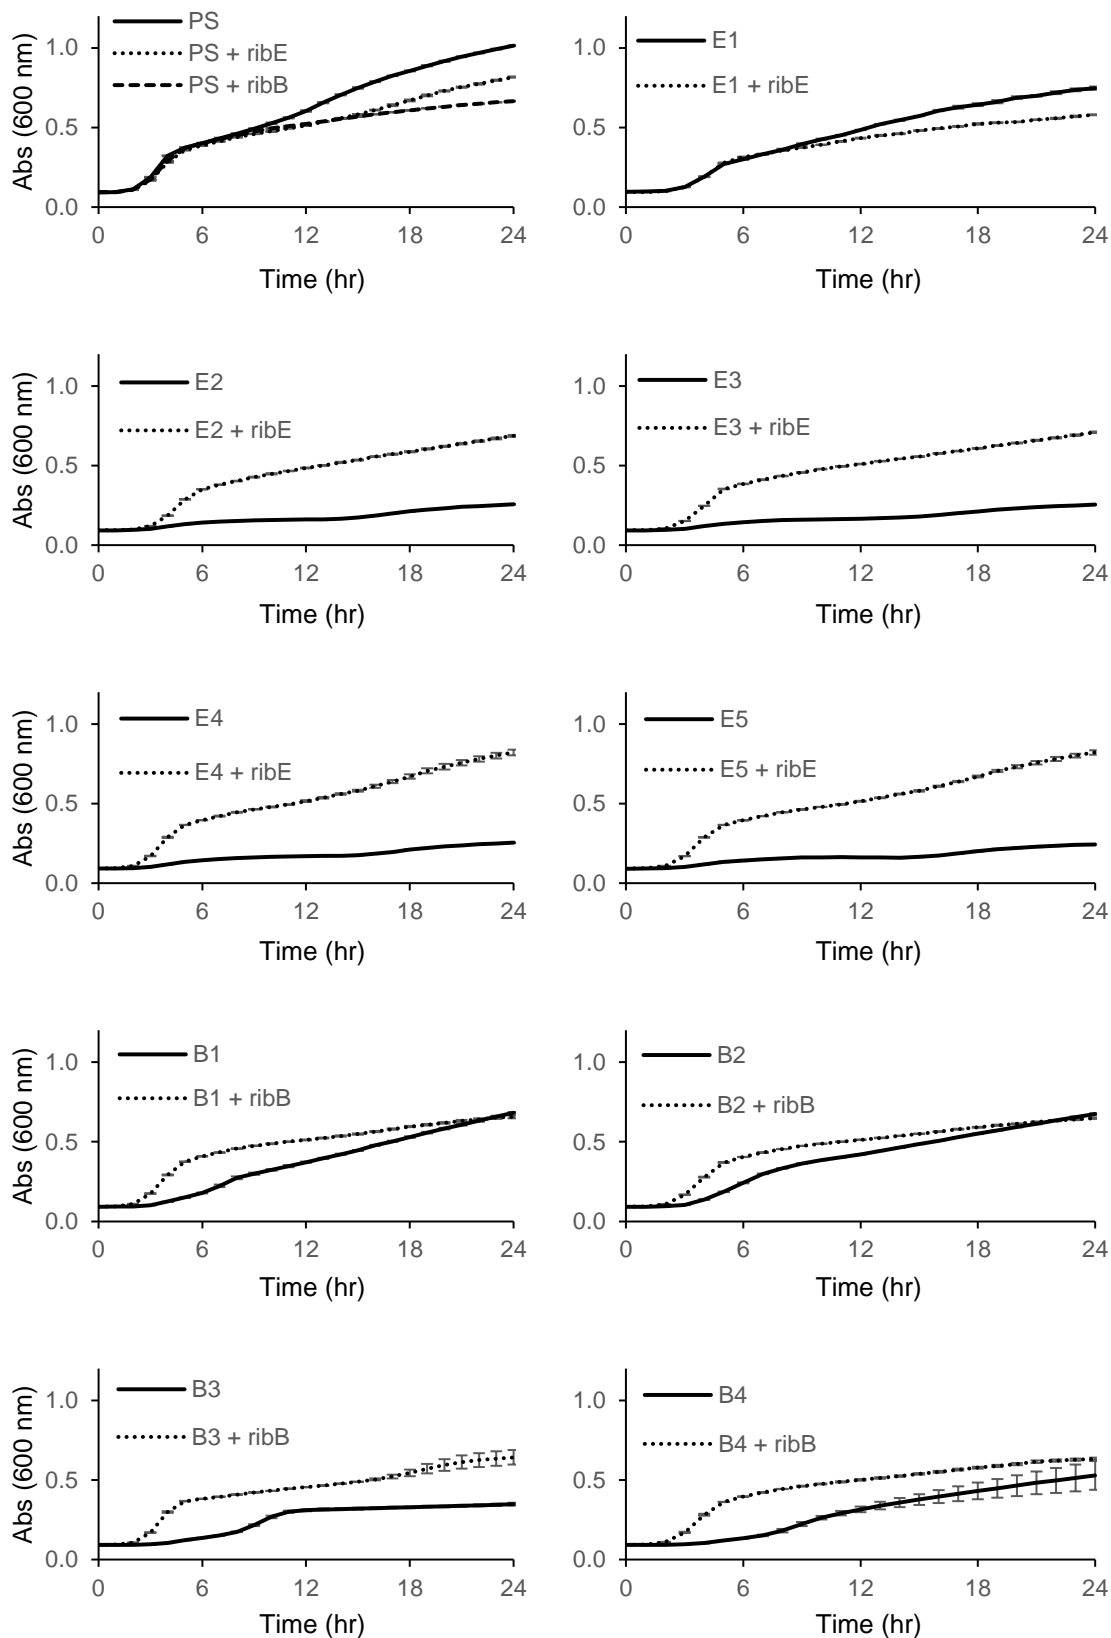 PS
PS + ribE
PS + ribB
Abs (600 nm)
1.0
0.5
0.0
0 6 12 18 24
Time (hr)
E1
E1 + ribE
1.0
0.5
0.0
0 6 12 18 24
Time (hr)
E2
E2 + ribE
Abs (600 nm)
1.0
0.5
0.0
0 6 12 18 24
Time (hr)
E3
E3 + ribE
1.0
0.5
0.0
0 6 12 18 24
Time (hr)
E4
E4 + ribE
Abs (600 nm)
1.0
0.5
0.0
0 6 12 18 24
Time (hr)
E5
E5 + ribE
1.0
0.5
0.0
0 6 12 18 24
Time (hr)
B1
B1 + ribB
Abs (600 nm)
1.0
0.5
0.0
0 6 12 18 24
Time (hr)
B2
B2 + ribB
1.0
0.5
0.0
0 6 12 18 24
Time (hr)
B3
B3 + ribB
Abs (600 nm)
1.0
0.5
0.0
0 6 12 18 24
Time (hr)
B4
B4 + ribB
1.0
0.5
0.0
0 6 12 18 24
Time (hr)